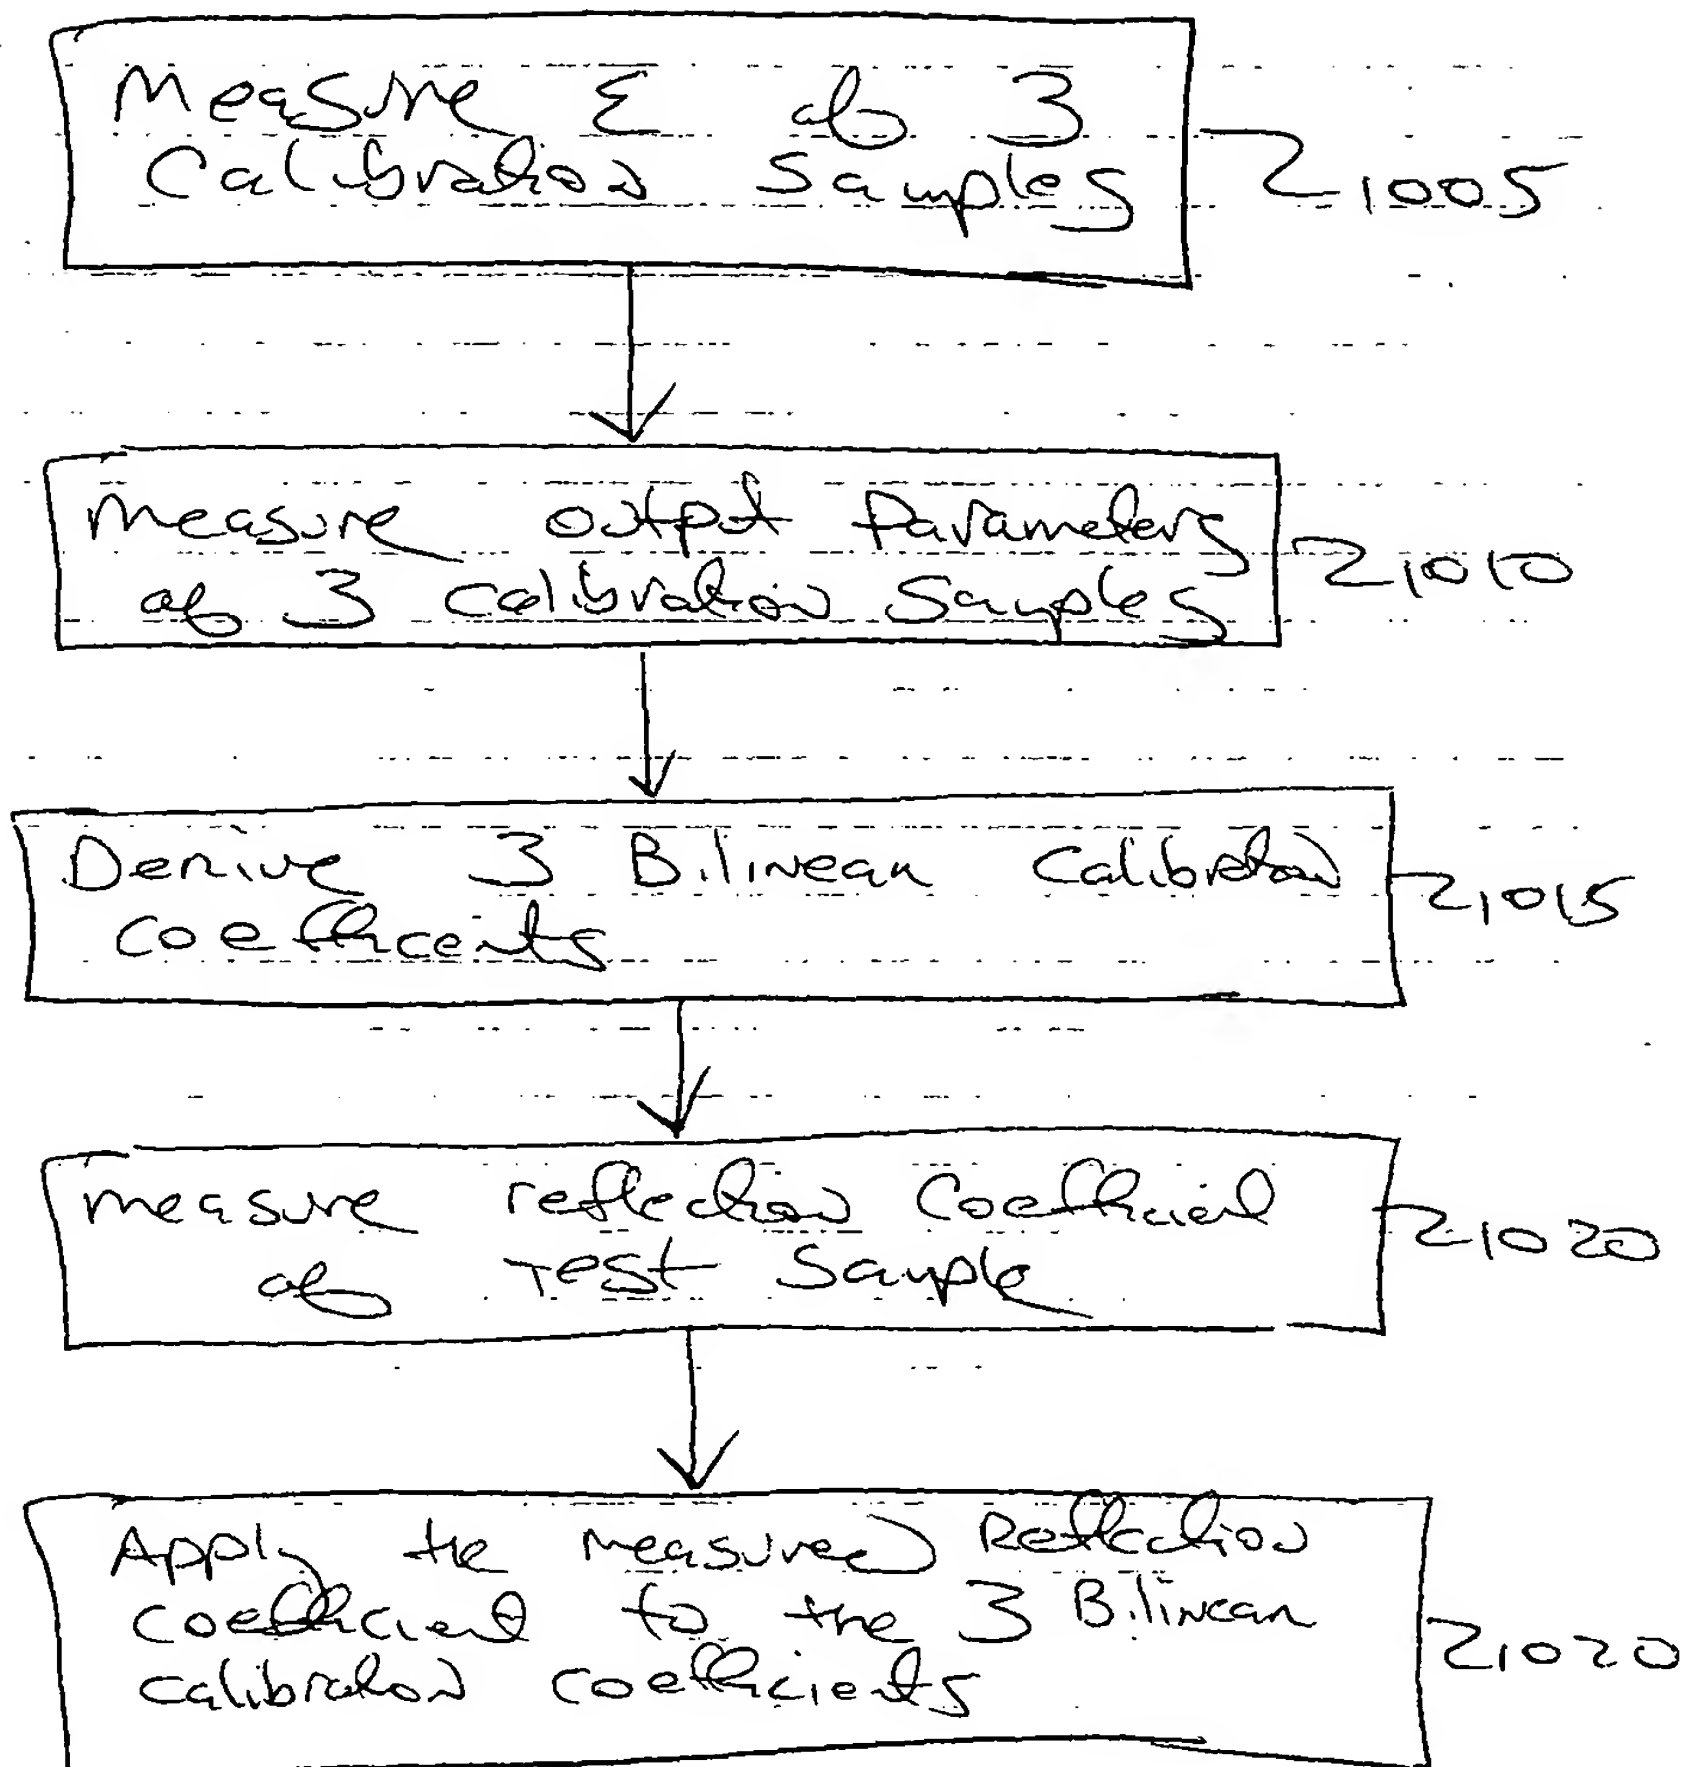 Measure Σ of 3
Calibration Samples
1005
Measure output Parameters
of 3 Calibration Samples
1010
Derive 3 Bilinear Calibration
Coefficents
1015
measure reflection Coefficient
of Test Sample
1020
Apply the measured Reflection
coefficient to the 3 Bilinear
calibration coefficients
1020